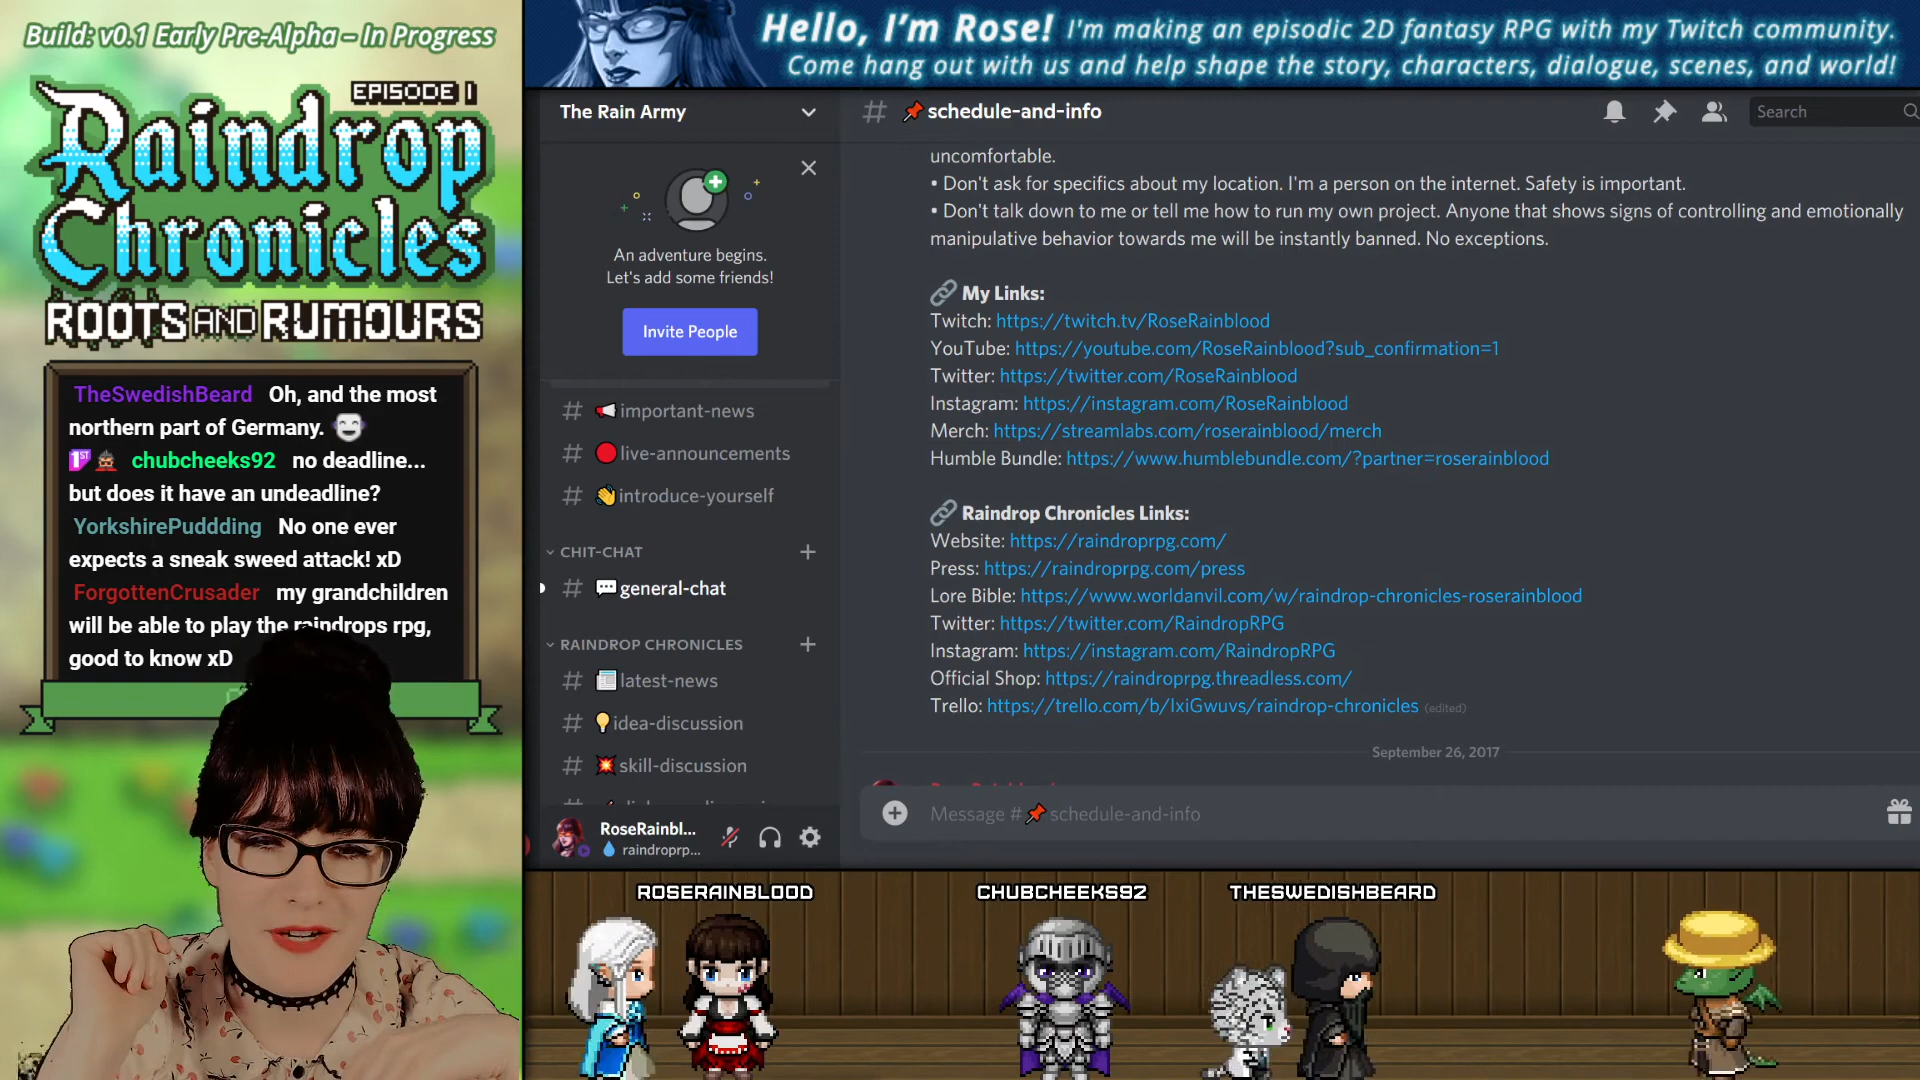 Build: v0.1 Early Pre-Alpha – In Progress
EPISODE I
Raindrop
Chronicles
ROOTS AND RUMOURS
TheSwedishBeard Oh, and the most
northern part of Germany.
1ST chubcheeks92 no deadline...
but does it have an undeadline?
YorkshirePuddding No one ever
expects a sneak sweed attack! xD
ForgottenCrusader my grandchildren
will be able to play the raindrops rpg,
good to know xD
Hello, I'm Rose! I'm making an episodic 2D fantasy RPG with my Twitch community.
Come hang out with us and help shape the story, characters, dialogue, scenes, and world!
The Rain Army
An adventure begins.
Let's add some friends!
Invite People
# important-news
# live-announcements
# introduce-yourself
CHIT-CHAT
# general-chat
RAINDROP CHRONICLES
# latest-news
# idea-discussion
# skill-discussion
RoseRainbl...
raindroprp...
# schedule-and-info
Search
uncomfortable.
• Don't ask for specifics about my location. I'm a person on the internet. Safety is important.
• Don't talk down to me or tell me how to run my own project. Anyone that shows signs of controlling and emotionally
manipulative behavior towards me will be instantly banned. No exceptions.
My Links:
Twitch: https://twitch.tv/RoseRainblood
YouTube: https://youtube.com/RoseRainblood?sub_confirmation=1
Twitter: https://twitter.com/RoseRainblood
Instagram: https://instagram.com/RoseRainblood
Merch: https://streamlabs.com/roserainblood/merch
Humble Bundle: https://www.humblebundle.com/?partner=roserainblood
Raindrop Chronicles Links:
Website: https://raindroprpg.com/
Press: https://raindroprpg.com/press
Lore Bible: https://www.worldanvil.com/w/raindrop-chronicles-roserainblood
Twitter: https://twitter.com/RaindropRPG
Instagram: https://instagram.com/RaindropRPG
Official Shop: https://raindroprpg.threadless.com/
Trello: https://trello.com/b/IxiGwuvs/raindrop-chronicles (edited)
September 26, 2017
Message # schedule-and-info
ROSERAINBLOOD
CHUBCHEEKS92
THESWEDISHBEARD